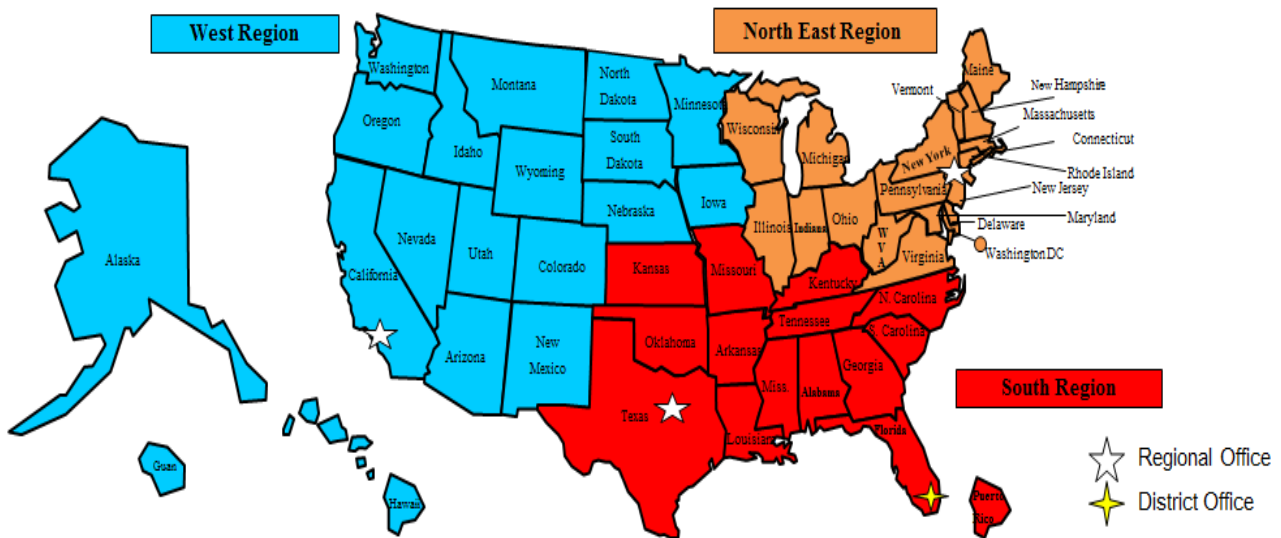 West Region
North East Region
Washington
Montana
North
Dakota
Minnesot
Oregon
Idaho
South
Dakota
Wyoming
Nebraska
Iowa
Nevada
Utah
Colorado
California
Alaska
Arizona
New
Mexico
Guan
Hawaii
Wisconsin
Michigan
Illinois
Indiana
Ohio
Pennsylvania
New York
Maine
Vermont
New Hampshire
Massachusetts
Connecticut
Rhode Island
New Jersey
Maryland
Delaware
Washington DC
W
V
A
Virginia
Kansas
Missouri
Kentucky
N. Carolina
Tennessee
S. Carolina
Oklahoma
Arkansas
Georgia
Miss.
Alabama
Texas
Louisian
Florida
Puerto
Rico
South Region
Regional Office
District Office